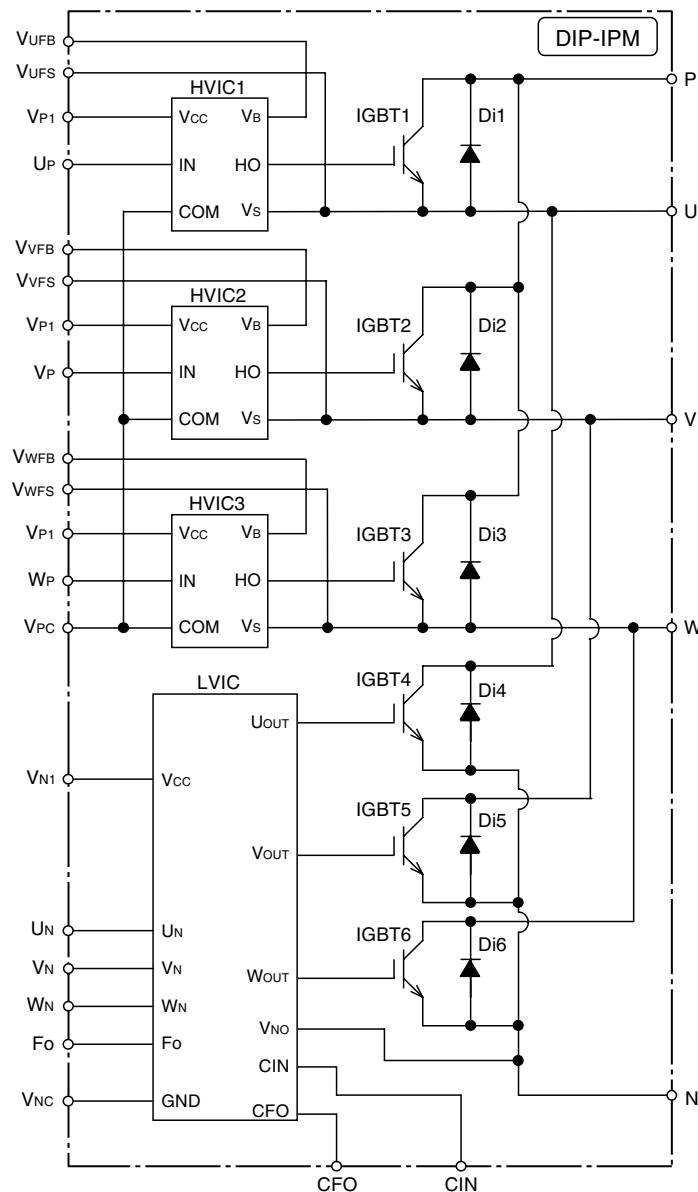 DIP-IPM
VUFB
VUFS
HVIC1
P
VP1
VCC
VB
IGBT1
Di1
UP
IN
HO
COM
VS
U
VVFB
VVFS
HVIC2
VP1
VCC
VB
IGBT2
Di2
VP
IN
HO
COM
VS
V
VWFB
VWFS
HVIC3
VP1
VCC
VB
IGBT3
Di3
WP
IN
HO
VPC
COM
VS
W
LVIC
IGBT4
Di4
UOUT
VN1
VCC
IGBT5
Di5
VOUT
IGBT6
Di6
UN
UN
VN
VN
WOUT
WN
WN
VNO
Fo
Fo
CIN
VNC
GND
CFO
N
CFO
CIN